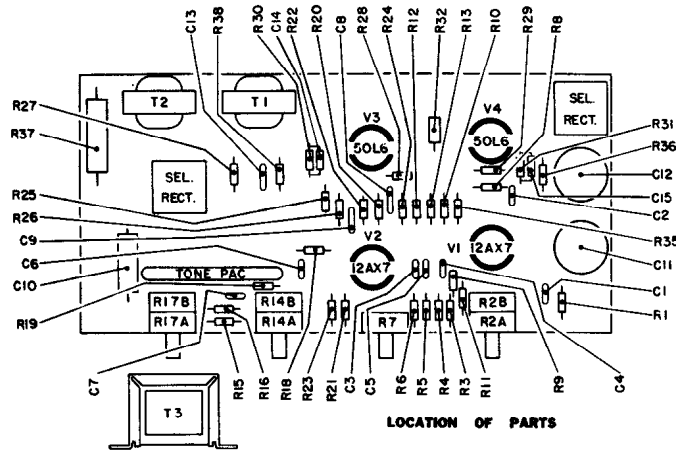 C13
R38
R30
C14
R22
R20
C8
R28
R24
R12
R32
R13
R10
R29
R8
R27
R37
T2
T1
V3
50L6
V4
50L6
SEL.
RECT.
R31
R36
C12
C15
C2
SEL.
RECT.
R25
R26
C9
C6
C10
R19
V2
12AX7
V1
12AX7
R35
C11
C1
R1
TONE PAC
R17B
R17A
R14B
R14A
R7
R2B
R2A
C7
R15
R16
R18
R23
R21
C3
C5
R6
R5
R4
R3
R11
R9
C4
T3
LOCATION OF PARTS